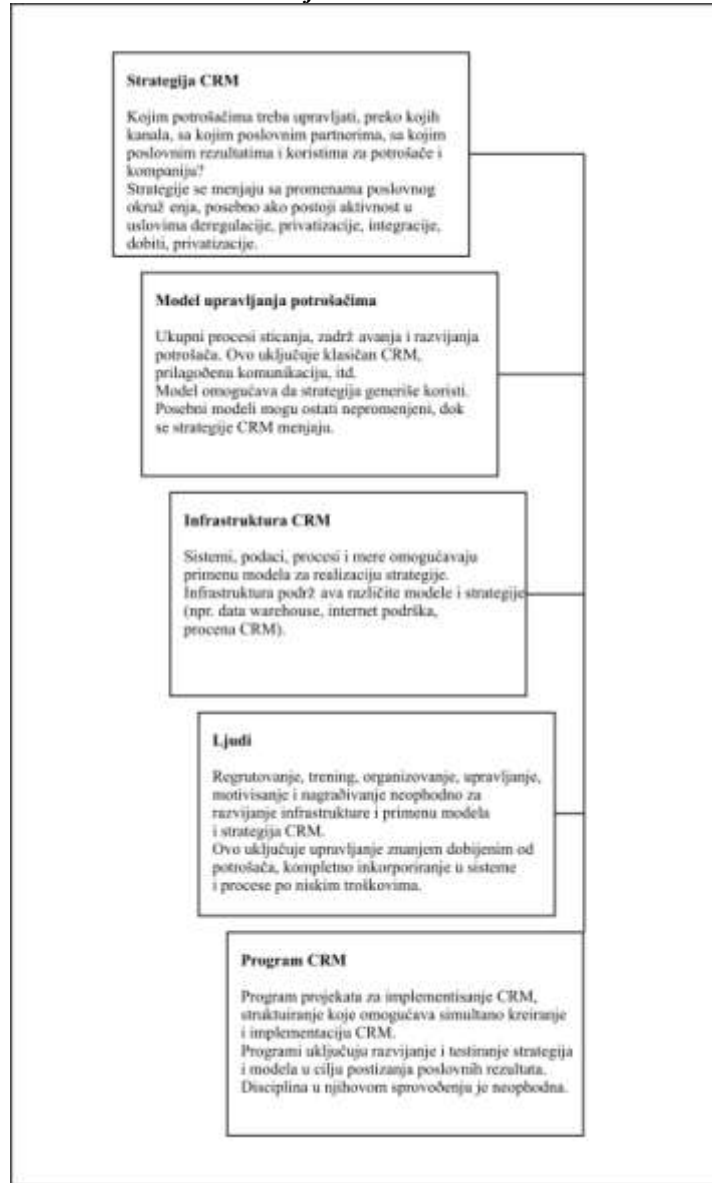 Strategija CRM
Kojim potrošačima treba upravljati, preko kojih
kanala, sa kojim poslovnim partnerima, sa kojim
poslovnim rezultatima i koristima za potrošače i
kompanija?
Strategije se menjaju sa promenama poslovnog
okruž enja, posebno ako postoji aktivnost u
uslovima deregulacije, privatizacije, integracije,
dobiti, privatizacije.
Model upravljanja potrošačima
Ukupni procesi sticanja, zadrž avanja i razvijanja
potrošača. Ovo uključuje klasičan CRM,
prilagođenu komunikaciju, itd.
Model omogućava da strategija generiše koristi.
Posebni modeli mogu ostati nepromenjeni, dok
se strategije CRM menjaju.
Infrastruktura CRM
Sistemi, podaci, procesi i mere omogućavaju
primenu modela za realizaciju strategije.
Infrastruktura podrž ava različite modele i strategije
(npr. data warehouse, internet podrška,
procena CRM).
Ljudi
Regrutovanje, trening, organizovanje, upravljanje,
motivisanje i nagrađivanje neophodno za
razvijanje infrastrukture i primenu modela
i strategija CRM.
Ovo uključuje upravljanje znanjem dobijenim od
potrošača, kompletno inkorporiranje u sisteme
i procese po niskim troškovima.
Program CRM
Program projekata za implementisanje CRM,
struktuiranje koje omogućava simultano kreiranje
i implementaciju CRM.
Programi uključuju razvijanje i testiranje strategija
i modela u cilju postizanja poslovnih rezultata.
Disciplina u njihovom sprovođenju je neophodna.